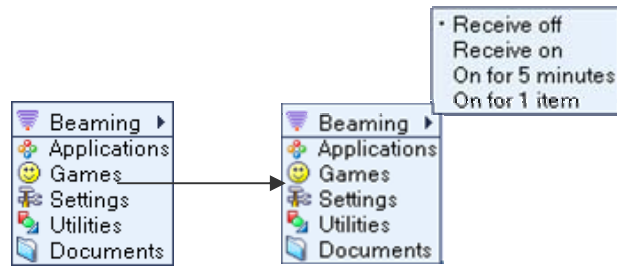 Beaming
Applications
Games
Settings
Utilities
Documents
Beaming
Applications
Games
Settings
Utilities
Documents
• Receive off
Receive on
On for 5 minutes
On for 1 item